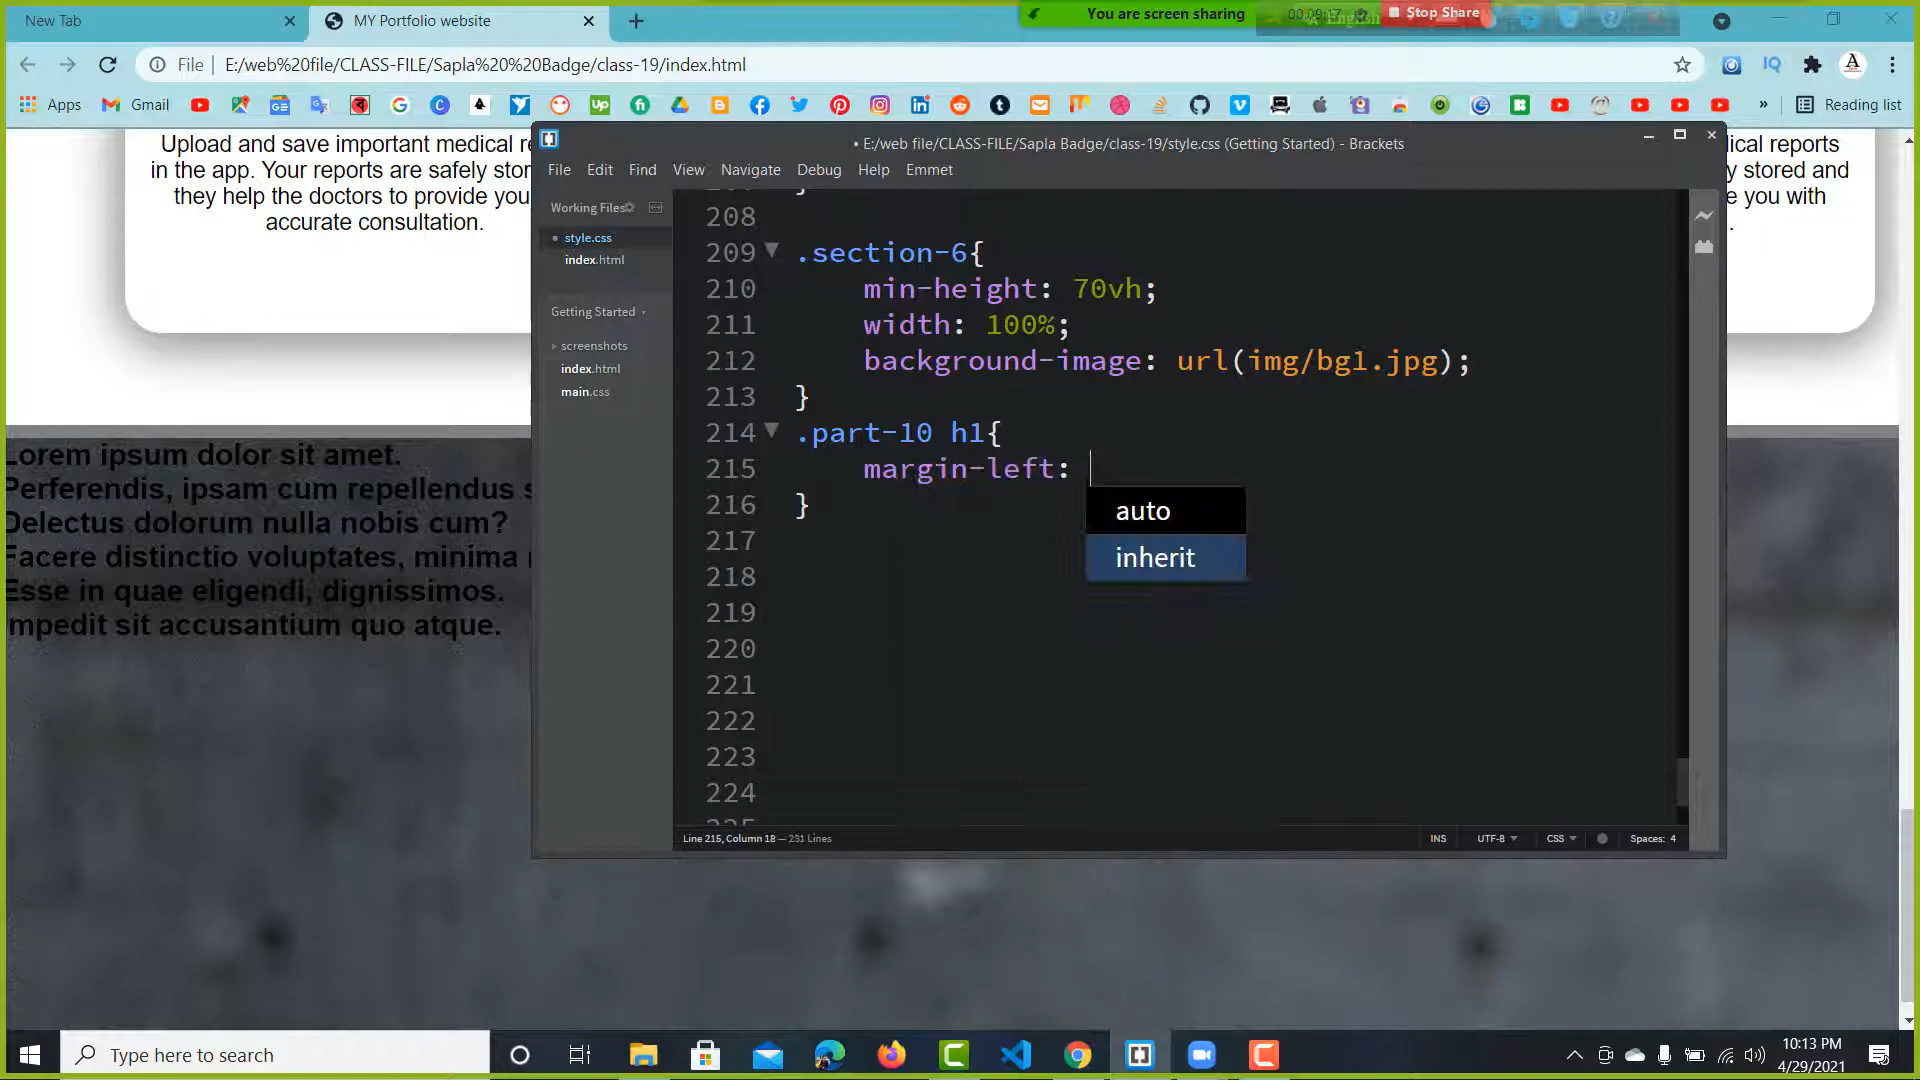 New Tab
MY Portfolio website
You are screen sharing
Stop Share
File
E:/web%20file/CLASS-FILE/Sapla%20%20Badge/class-19/index.html
Apps
Gmail
Reading list
Upload and save important medical re
in the app. Your reports are safely stor
they help the doctors to provide you
accurate consultation.
ical reports
y stored and
e you with
.
Lorem ipsum dolor sit amet.
Perferendis, ipsam cum repellendus s
Delectus dolorum nulla nobis cum?
Facere distinctio voluptates, minima
Esse in quae eligendi, dignissimos.
mpedit sit accusantium quo atque.
• E:/web file/CLASS-FILE/Sapla Badge/class-19/style.css (Getting Started) - Brackets
File Edit Find View Navigate Debug Help Emmet
Working Files
style.css
index.html
Getting Started
screenshots
index.html
main.css
208
209 .section-6{
210 min-height: 70vh;
211 width: 100%;
212 background-image: url(img/bg1.jpg);
213 }
214 .part-10 h1{
215 margin-left:
216 }
217
218
219
220
221
222
223
224
auto
inherit
Line 215, Column 18 — 231 Lines
INS
UTF-8
CSS
Spaces: 4
Type here to search
10:13 PM
4/29/2021